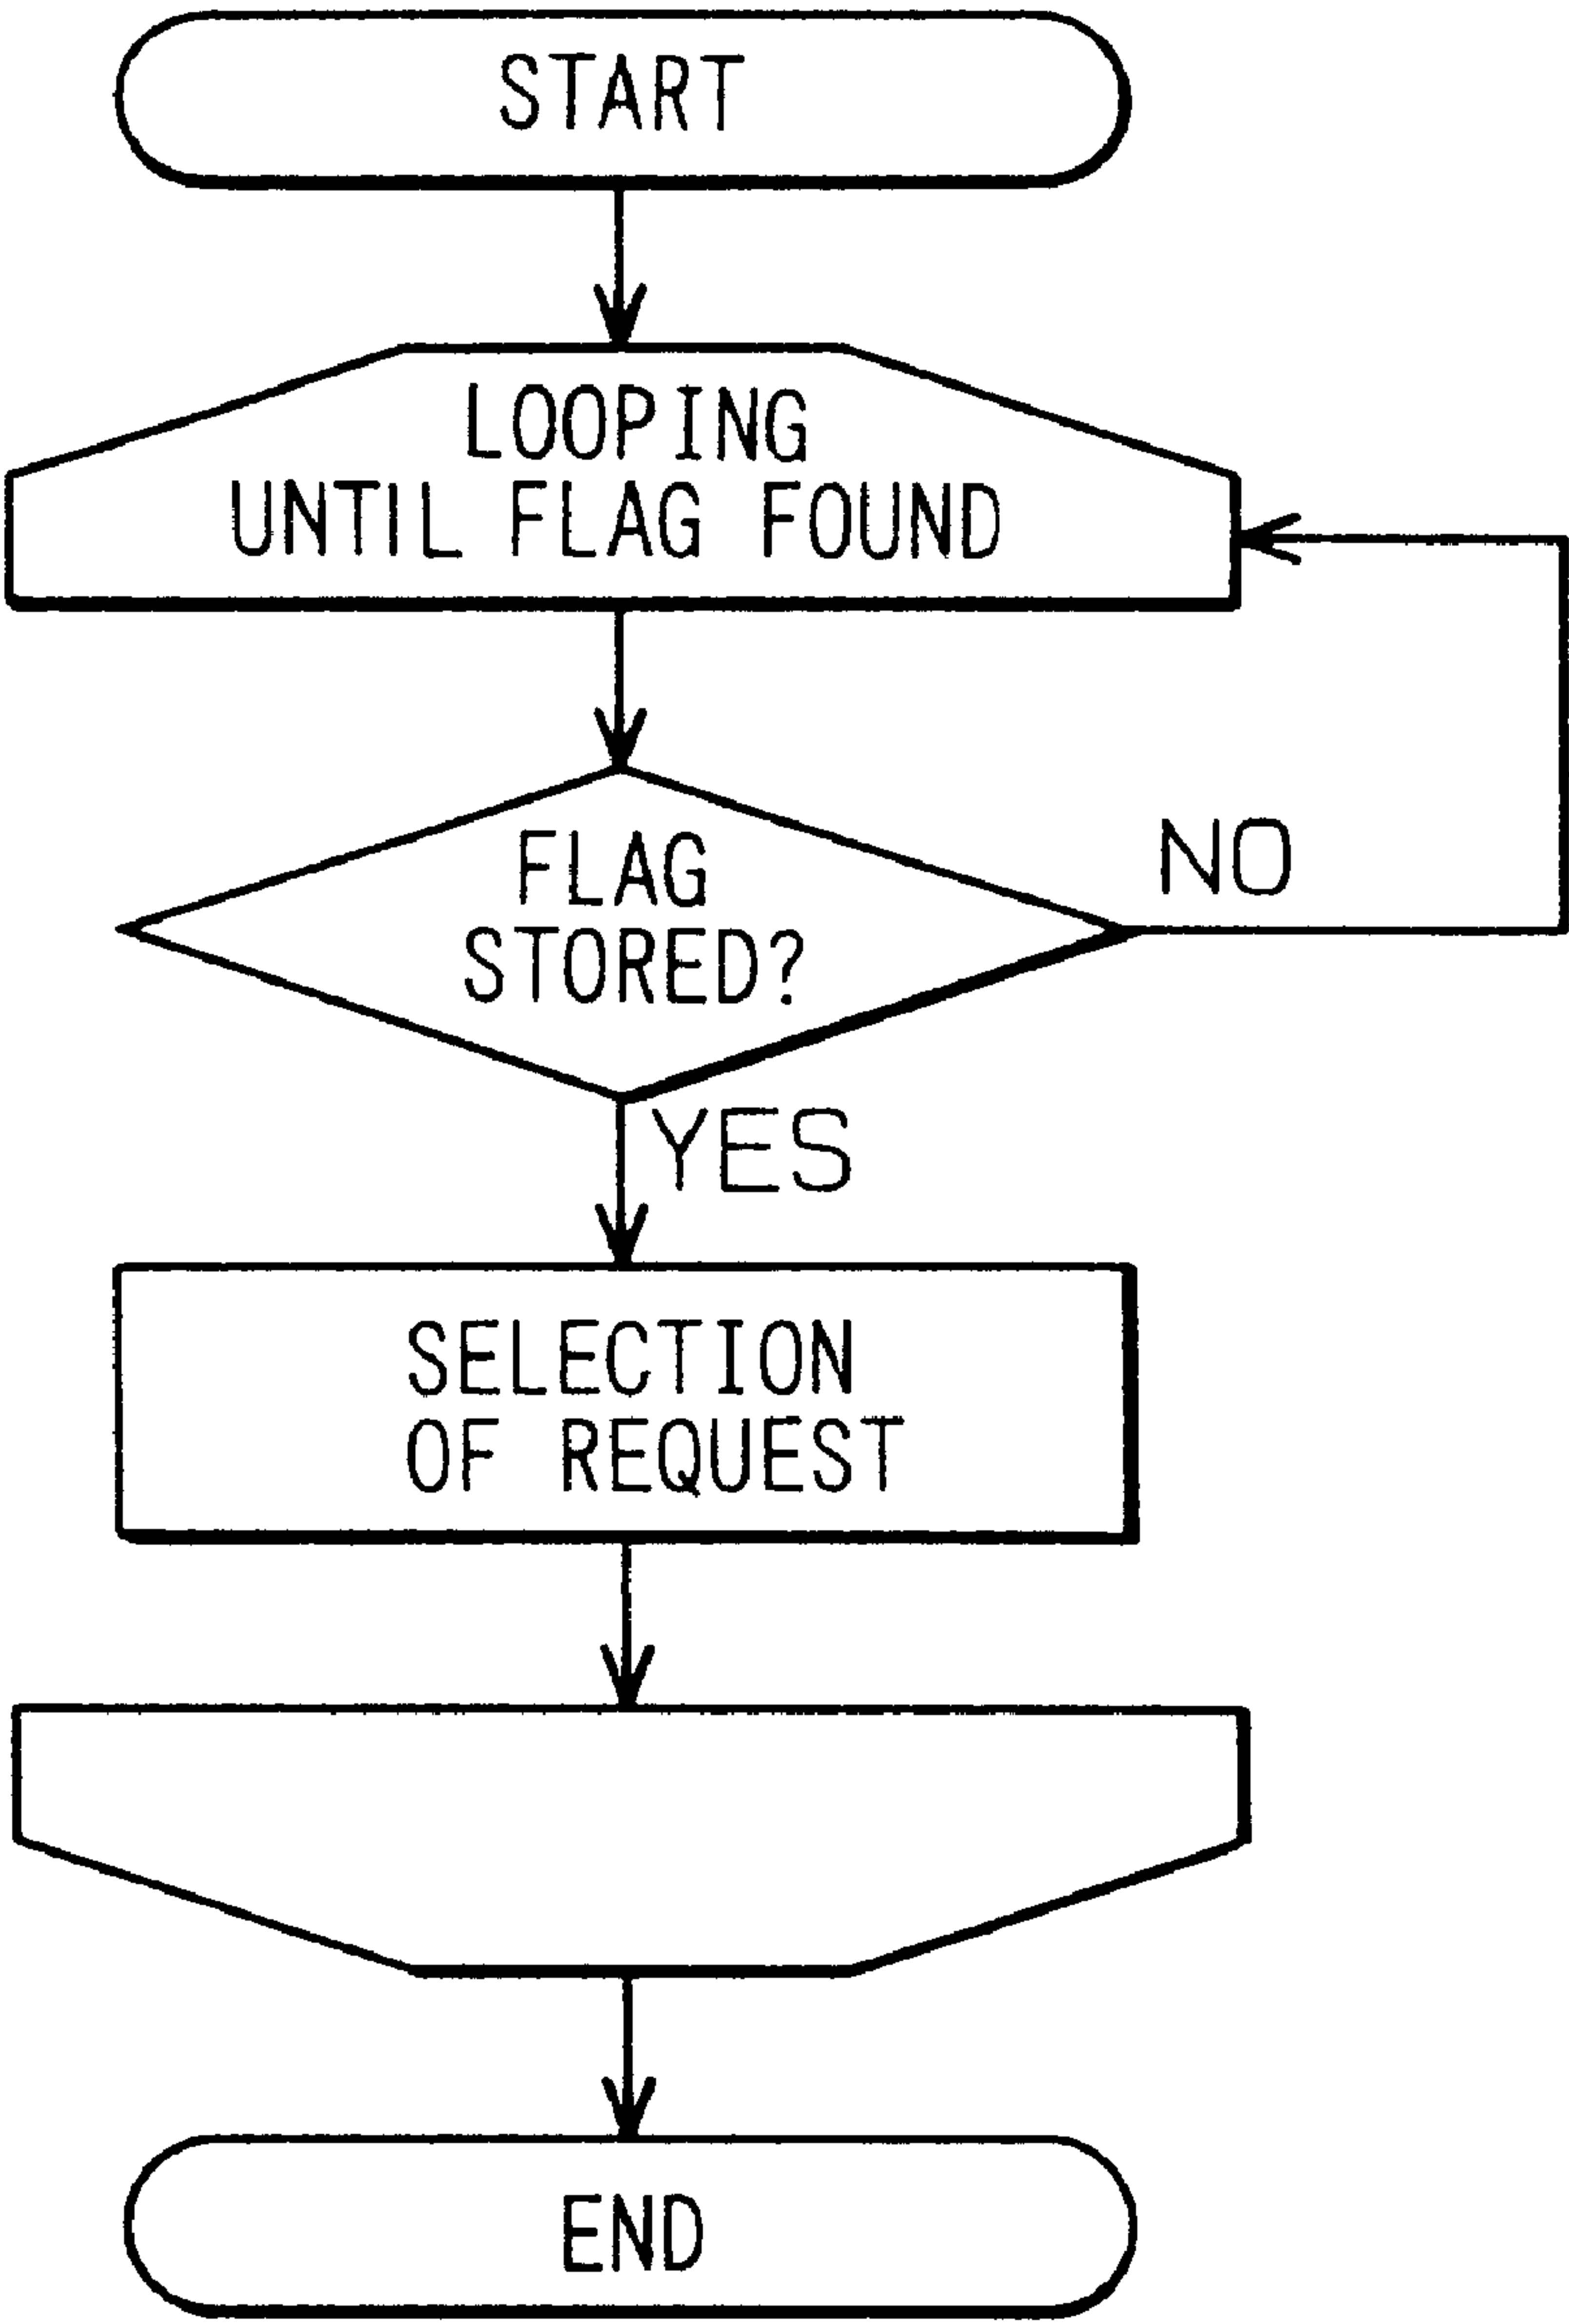 START
LOOPING
UNTIL FLAG FOUND
FLAG
STORED?
NO
YES
SELECTION
OF REQUEST
END